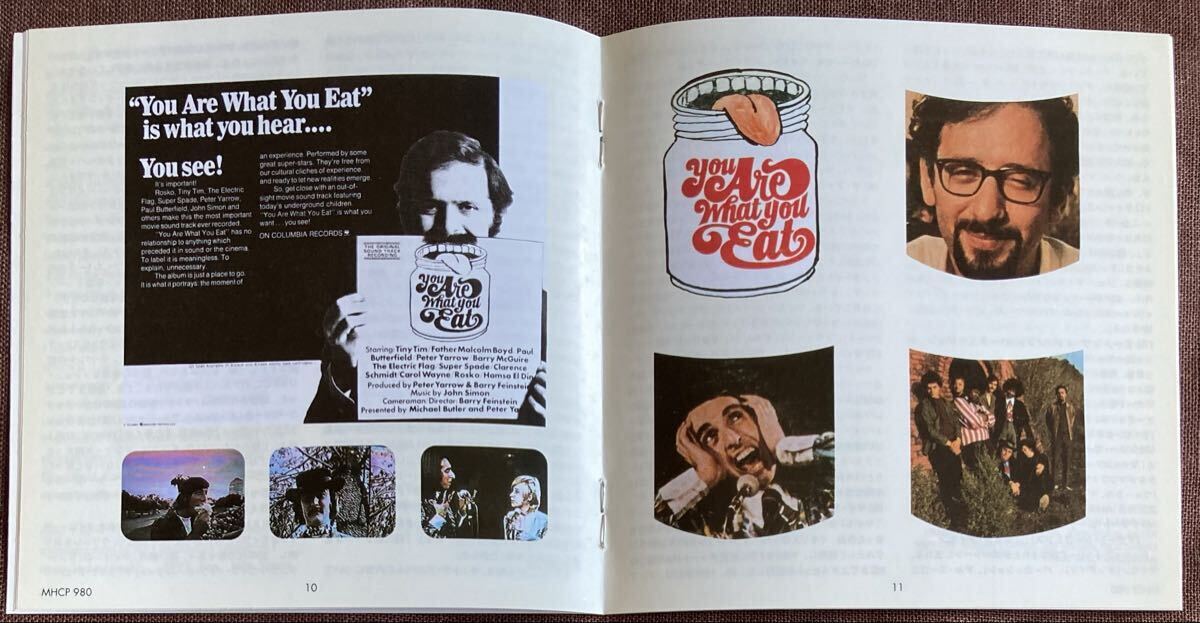 “You Are What You Eat”
is what you hear....
You see!
It's important!
Rosko, Tiny Tim, The Electric
Flag, Super Spade, Peter Yarrow,
Paul Butterfield, John Simon and
others make this the most important
movie sound track ever recorded.
"You Are What You Eat" has no
relationship to anything which
preceded it in sound or the cinema.
To label it is meaningless. To
explain, unnecessary.
The album is just a place to go.
It is what it portrays: the moment of
an experience. Performed by some
great super-stars. They're free from
our cultural cliches of experience
and ready to let new realities emerge.
So, get close with an out-of-
sight movie sound track featuring
today's underground children.
"You Are What You Eat" is what you
want . . . you see!
ON COLUMBIA RECORDS
THE ORIGINAL
SOUND TRACK
RECORDING
You
Are
What you
Eat
Starring: Tiny Tim · Father Malcolm Boyd · Paul
Butterfield · Peter Yarrow · Barry McGuire
The Electric Flag · Super Spade · Clarence
Schmidt · Carol Wayne · Rosko · Hamsa El Din
Produced by Peter Yarrow & Barry Feinstein
Music by John Simon
Cameraman: Director: Barry Feinstein
Presented by Michael Butler and Peter Ya
MHCP 980
10
You
Are
What you
Eat
11